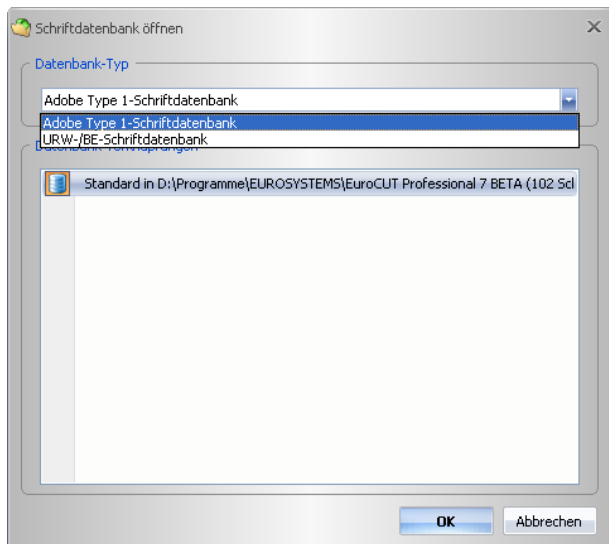 Schriftdatenbank öffnen
Datenbank-Typ
Adobe Type 1-Schriftdatenbank
Adobe Type 1-Schriftdatenbank
URW-/BE-Schriftdatenbank
Standard in D:\Programme\EUROSYSTEMS\EuroCUT Professional 7 BETA (102 Scl
OK
Abbrechen